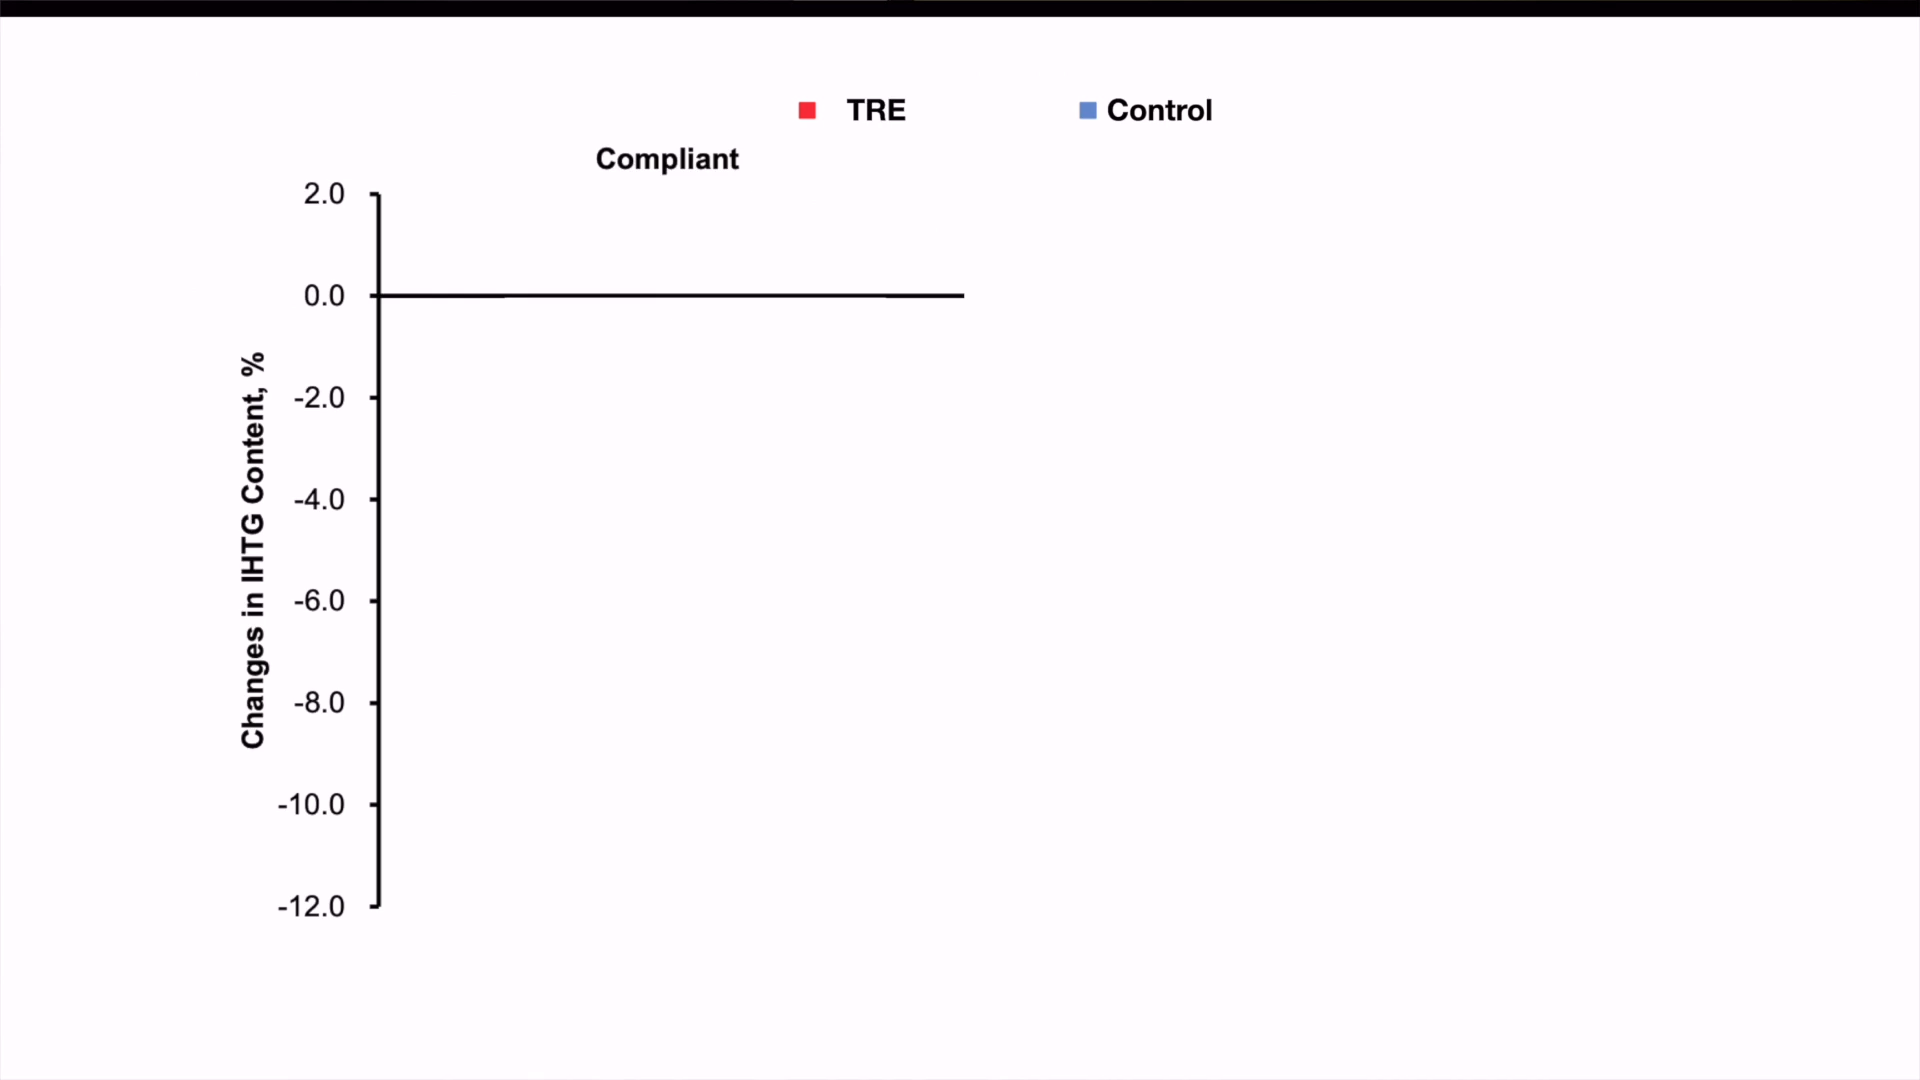 TRE
Control
Compliant
2.0
0.0
-2.0
-4.0
-6.0
-8.0
-10.0
-12.0
Changes in IHTG Content, %